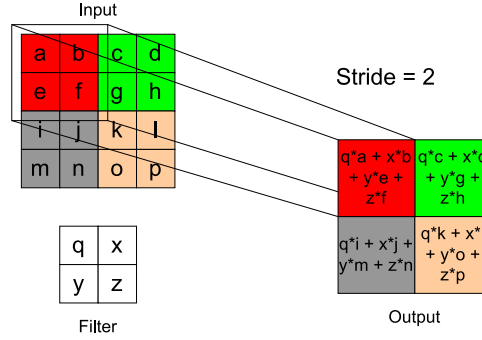 Input
a b c d
e f g h
i j k l
m n o p
Stride = 2
q*a + x*b
+ y*e +
z*f
q*c + x*d
+ y*g +
z*h
q*i + x*j +
y*m + z*n
q*k + x*
+ y*o +
z*p
Output
q x
y z
Filter